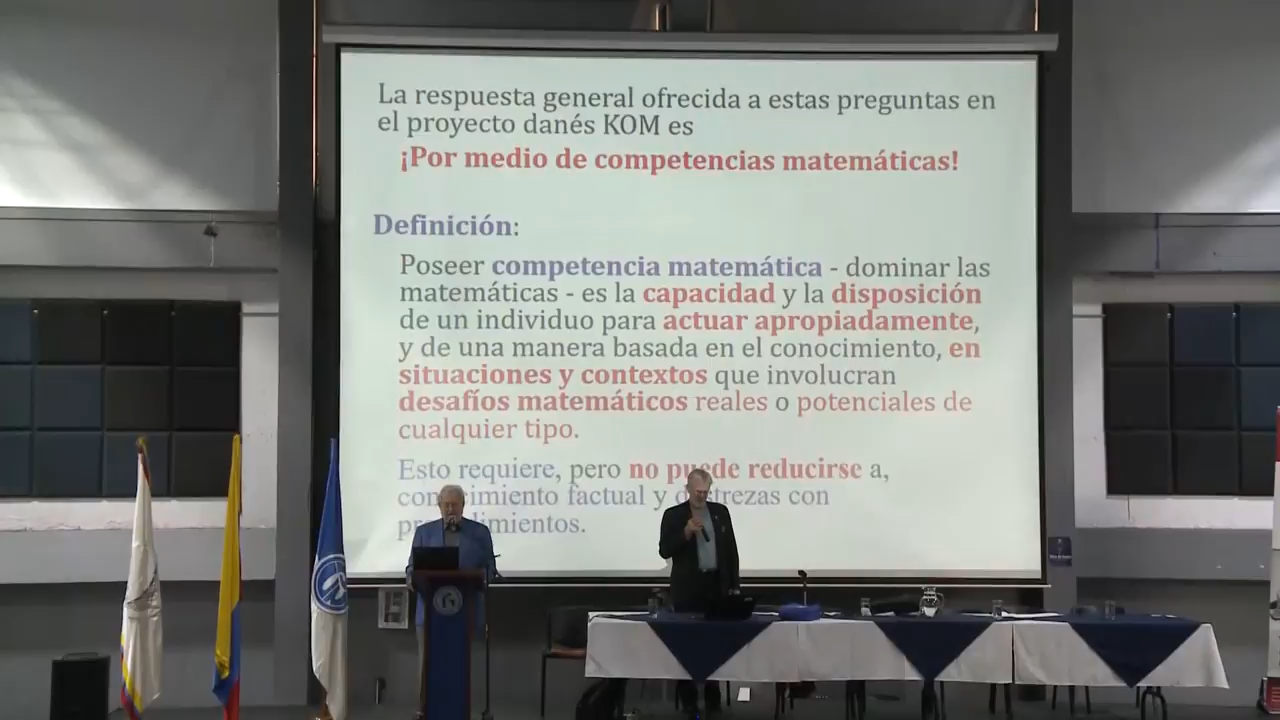 La respuesta general ofrecida a estas preguntas en
el proyecto danés KOM es
¡Por medio de competencias matemáticas!
Definición:
Poseer competencia matemática - dominar las
matemáticas - es la capacidad y la disposición
de un individuo para actuar apropiadamente,
y de una manera basada en el conocimiento, en
situaciones y contextos que involucran
desafíos matemáticos reales o potenciales de
cualquier tipo.
Esto requiere, pero no puede reducirse a,
factual y con